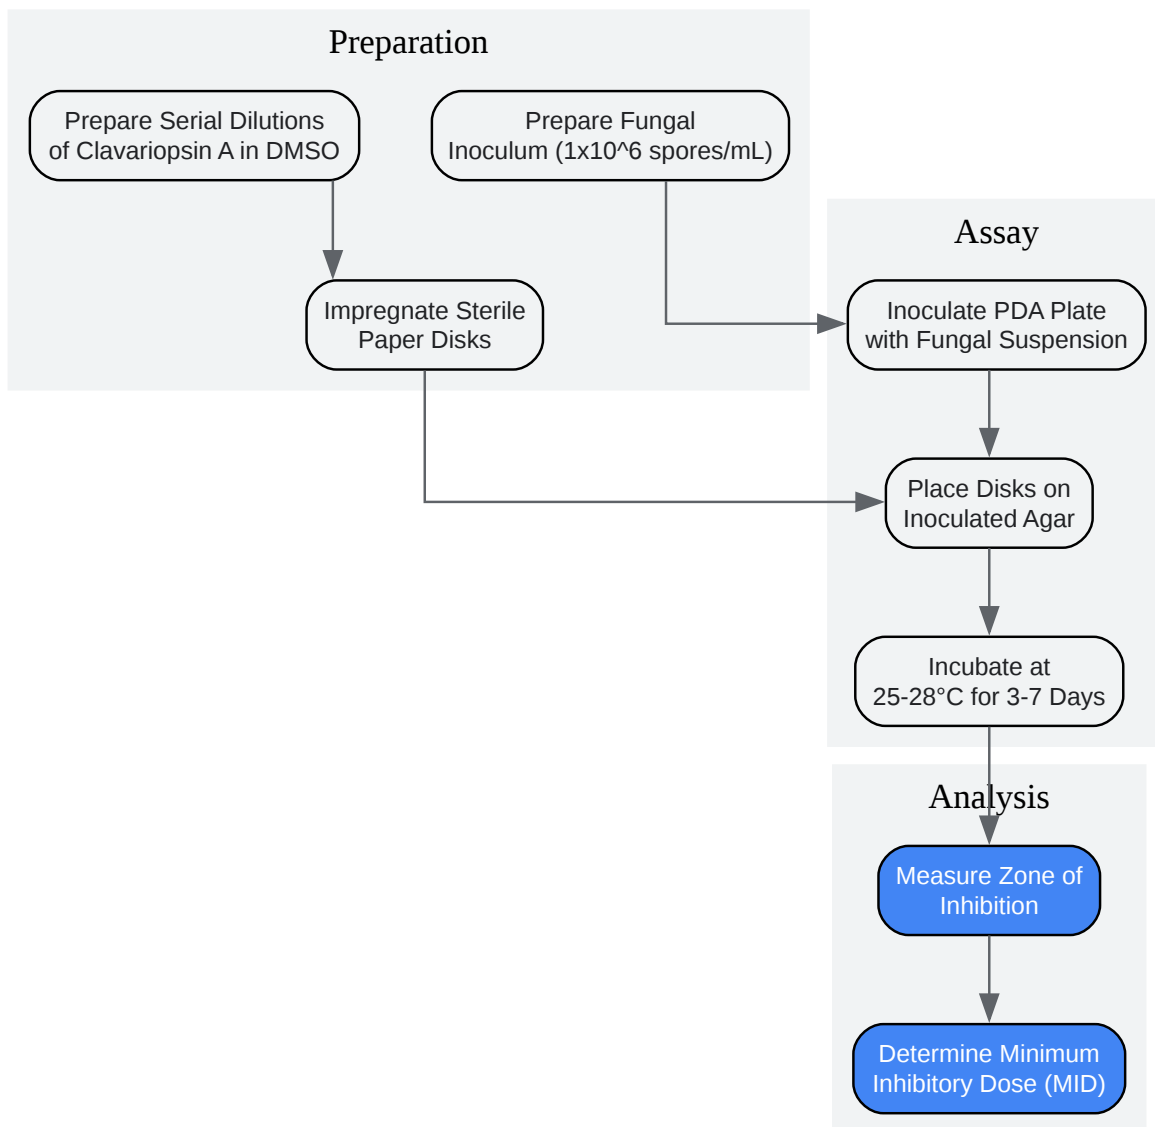 Preparation
Prepare Serial Dilutions
of Clavariopsin A in DMSO
Prepare Fungal
Inoculum (1x10^6 spores/mL)
Impregnate Sterile
Paper Disks
Assay
Inoculate PDA Plate
with Fungal Suspension
Place Disks on
Inoculated Agar
Incubate at
25-28°C for 3-7 Days
Analysis
Measure Zone of
Inhibition
Determine Minimum
Inhibitory Dose (MID)